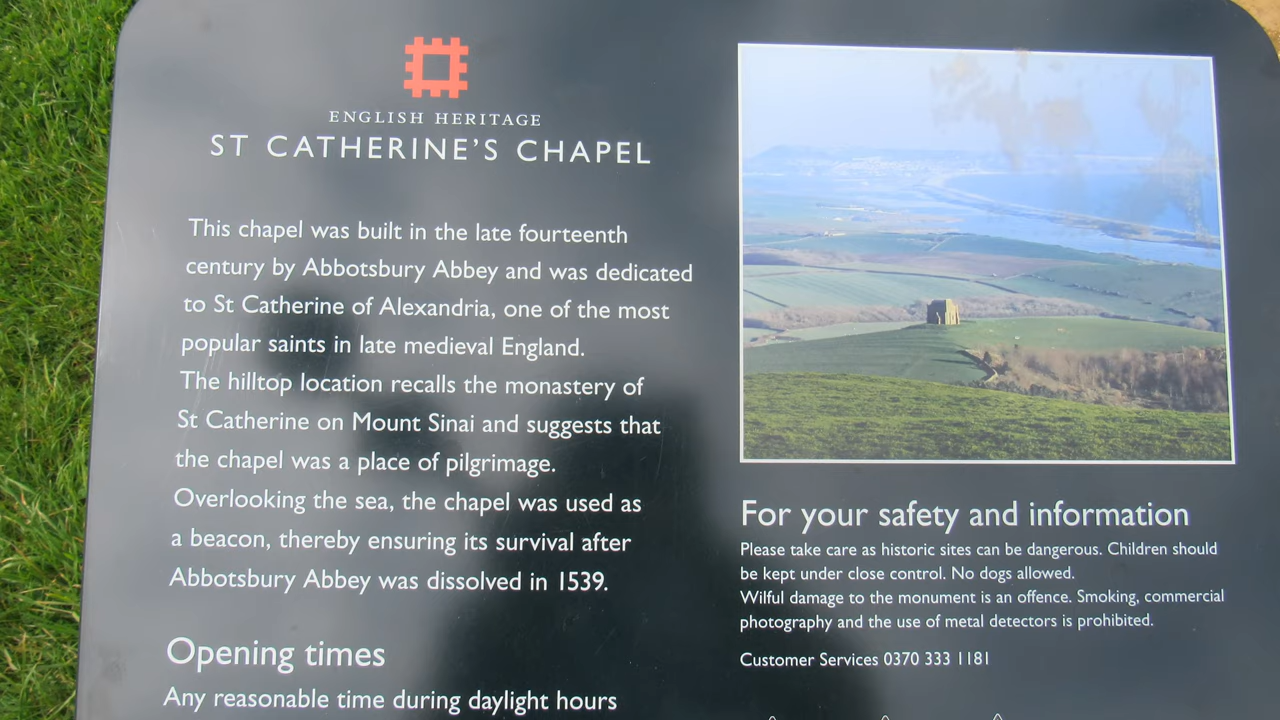 ENGLISH HERITAGE
ST CATHERINE'S CHAPEL
This chapel was built in the late fourteenth
century by Abbotsbury Abbey and was dedicated
to St Catherine of Alexandria, one of the most
popular saints in late medieval England.
The hilltop location recalls the monastery of
St Catherine on Mount Sinai and suggests that
the chapel was a place of pilgrimage.
Overlooking the sea, the chapel was used as
a beacon, thereby ensuring its survival after
Abbotsbury Abbey was dissolved in 1539.
Opening times
Any reasonable time during daylight hours
For your safety and information
Please take care as historic sites can be dangerous. Children should
be kept under close control. No dogs allowed.
Wilful damage to the monument is an offence. Smoking, commercial
photography and the use of metal detectors is prohibited.
Customer Services 0370 333 1181